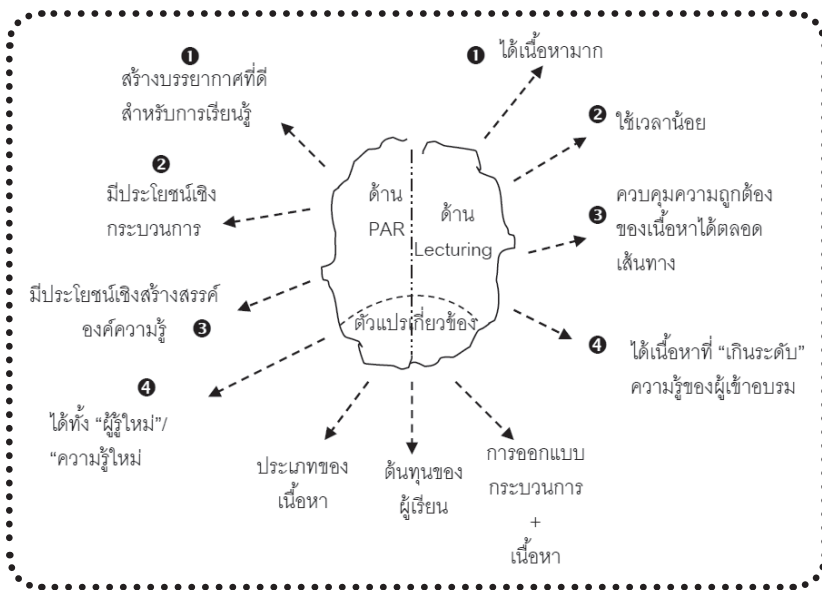 ❶
สร้างบรรยากาศที่ดี
สำหรับการเรียนรู้
❷
มีประโยชน์เชิง
กระบวนการ
มีประโยชน์เชิงสร้างสรรค์
องค์ความรู้ ❸
❹
ได้ทั้ง “ผู้รู้ใหม่”/
“ความรู้ใหม่
ด้าน
PAR
ด้าน
Lecturing
ตัวแปรเกี่ยวข้อง
❶ ได้เนื้อหามาก
❷ ใช้เวลาน้อย
ควบคุมความถูกต้อง
❸ ของเนื้อหาได้ตลอด
เส้นทาง
❹ ได้เนื้อหาที่ “เกินระดับ”
ความรู้ของผู้เข้าอบรม
ประเภทของ
เนื้อหา
ต้นทุนของ
ผู้เรียน
การออกแบบ
กระบวนการ
+
เนื้อหา